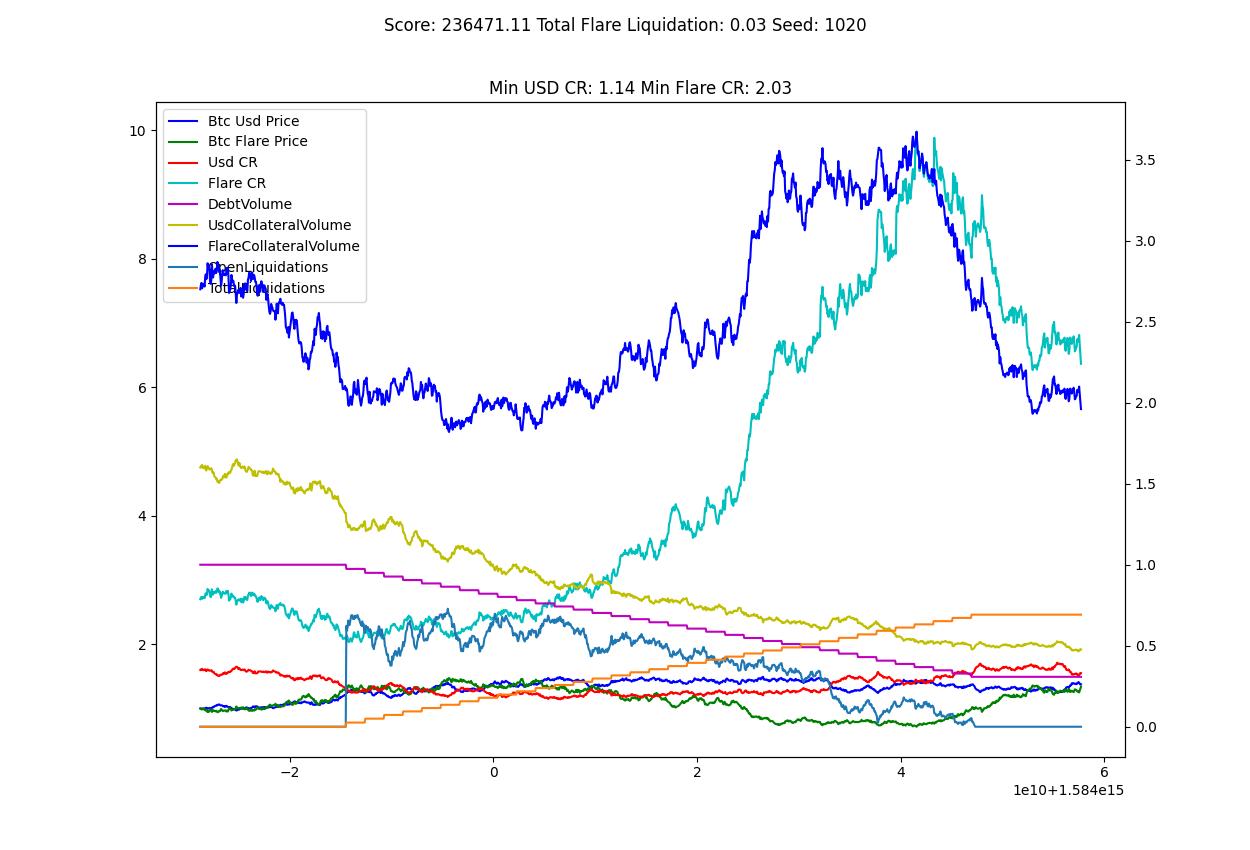 Score: 236471.11 Total Flare Liquidation: 0.03 Seed: 1020
Min USD CR: 1.14 Min Flare CR: 2.03
Btc Usd Price
Btc Flare Price
Usd CR
Flare CR
DebtVolume
UsdCollateralVolume
FlareCollateralVolume
OpenLiquidations
TotalLiquidations
10
8
6
4
2
3.5
3.0
2.5
2.0
1.5
1.0
0.5
0.0
−2
0
2
4
6
1e10+1.584e15